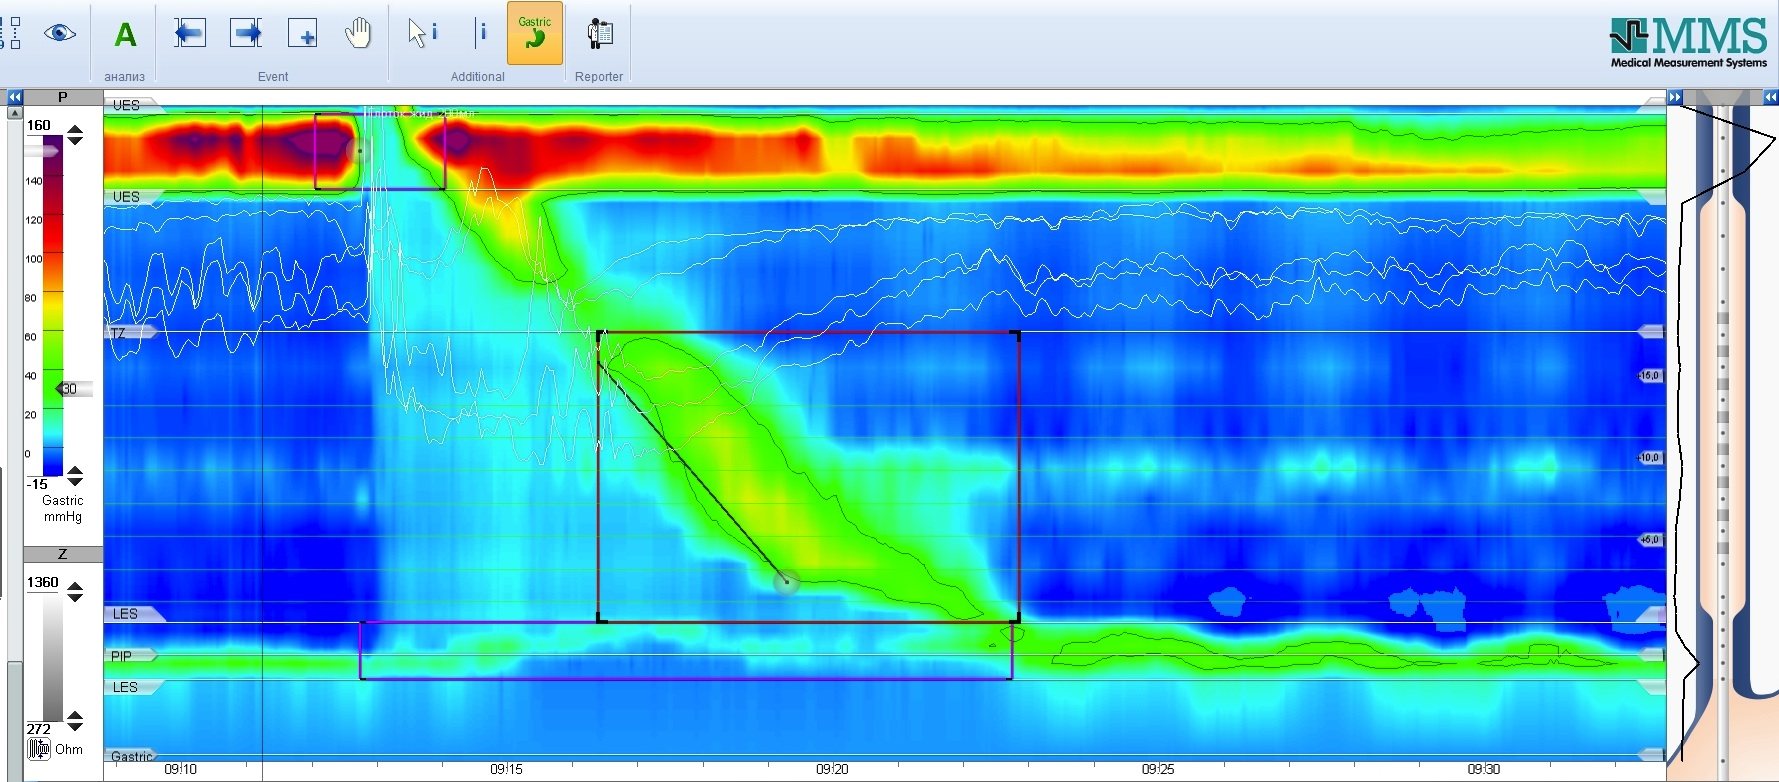 A
i
i
Gastric
анализ
Event
Additional
Reporter
MMS
Medical Measurement Systems
P
160
140
120
100
80
60
40
30
20
0
-15
Gastric
mmHg
Z
1360
272
Ohm
UES
UES
TZ
+15,0
+10,0
+5,0
LES
PIP
LES
Gastric
09:10
09:15
09:20
09:25
09:30